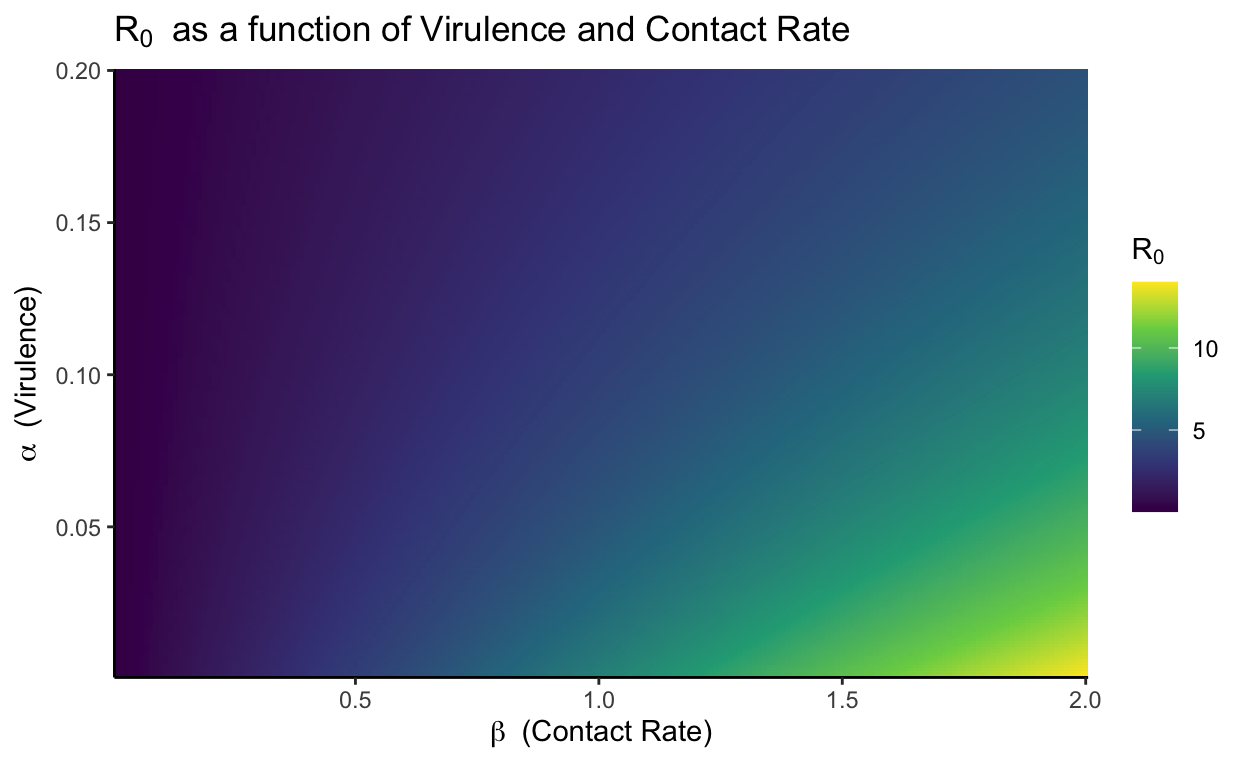 R₀ as a function of Virulence and Contact Rate
0.20
0.15
0.10
0.05
α (Virulence)
0.5 1.0 1.5 2.0
β (Contact Rate)
R₀
10
5